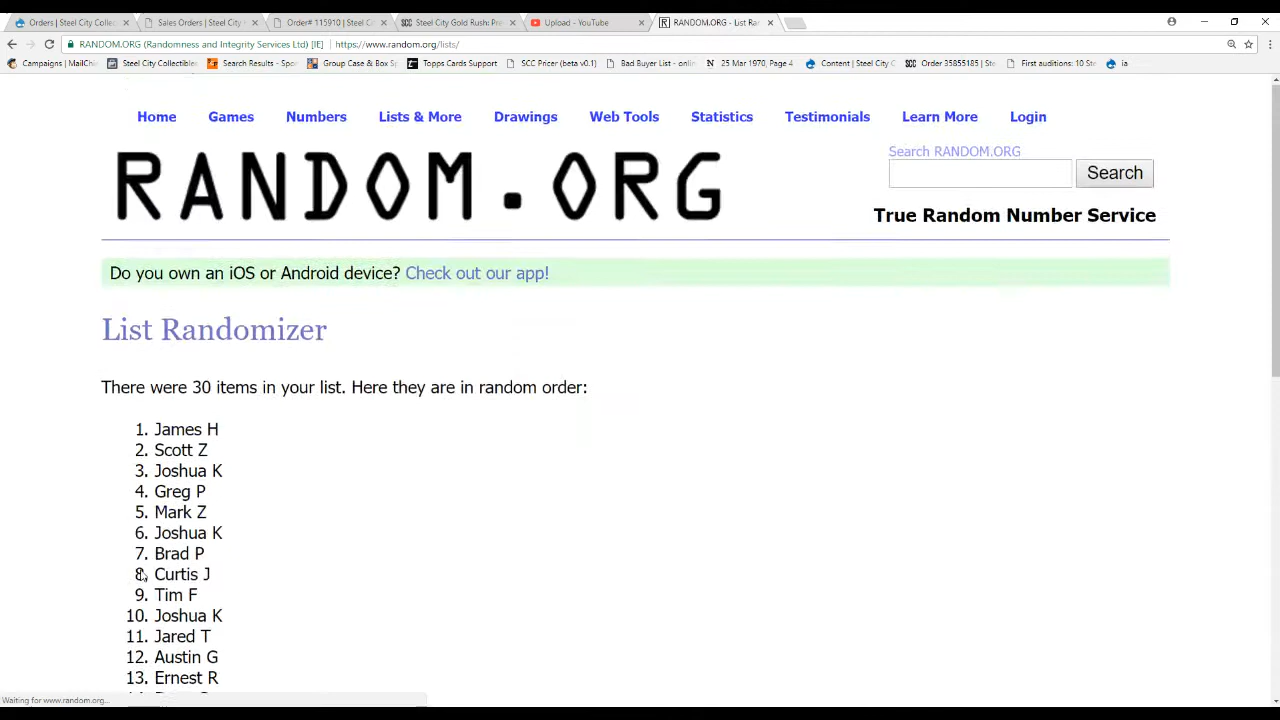 Orders | Steel City Collec
Sales Orders | Steel City
Order# 115910 | Steel Ci
Steel City Gold Rush: Pre
Upload - YouTube
RANDOM.ORG - List Ra
RANDOM.ORG (Randomness and Integrity Services Ltd) [IE]
https://www.random.org/lists/
Campaigns | MailChi
Steel City Collectibles
Search Results - Spo
Group Case & Box S
Topps Cards Support
SCC Pricer (beta v0.1)
Bad Buyer List - onlin
25 Mar 1970, Page 4
Content | Steel City C
Order 35855185 | Ste
First auditions: 10 Ste
ia
Home
Games
Numbers
Lists & More
Drawings
Web Tools
Statistics
Testimonials
Learn More
Login
RANDOM.ORG
Search RANDOM.ORG
Search
True Random Number Service
Do you own an iOS or Android device? Check out our app!
List Randomizer
There were 30 items in your list. Here they are in random order:
1. James H
2. Scott Z
3. Joshua K
4. Greg P
5. Mark Z
6. Joshua K
7. Brad P
8. Curtis J
9. Tim F
10. Joshua K
11. Jared T
12. Austin G
13. Ernest R
Waiting for www.random.org...